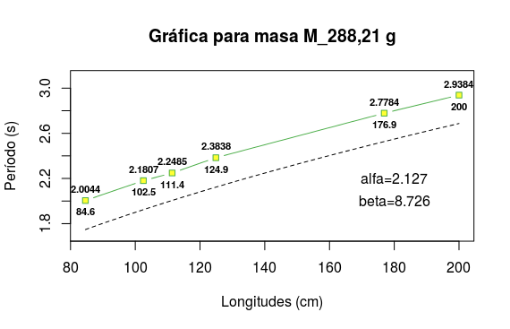 Gráfica para masa M_288,21 g
Período (s)
3.0
2.6
2.2
1.8
2.0044
84.6
2.1807
102.5
2.2485
111.4
2.3838
124.9
2.7784
176.9
2.9384
200
alfa=2.127
beta=8.726
80 100 120 140 160 180 200
Longitudes (cm)